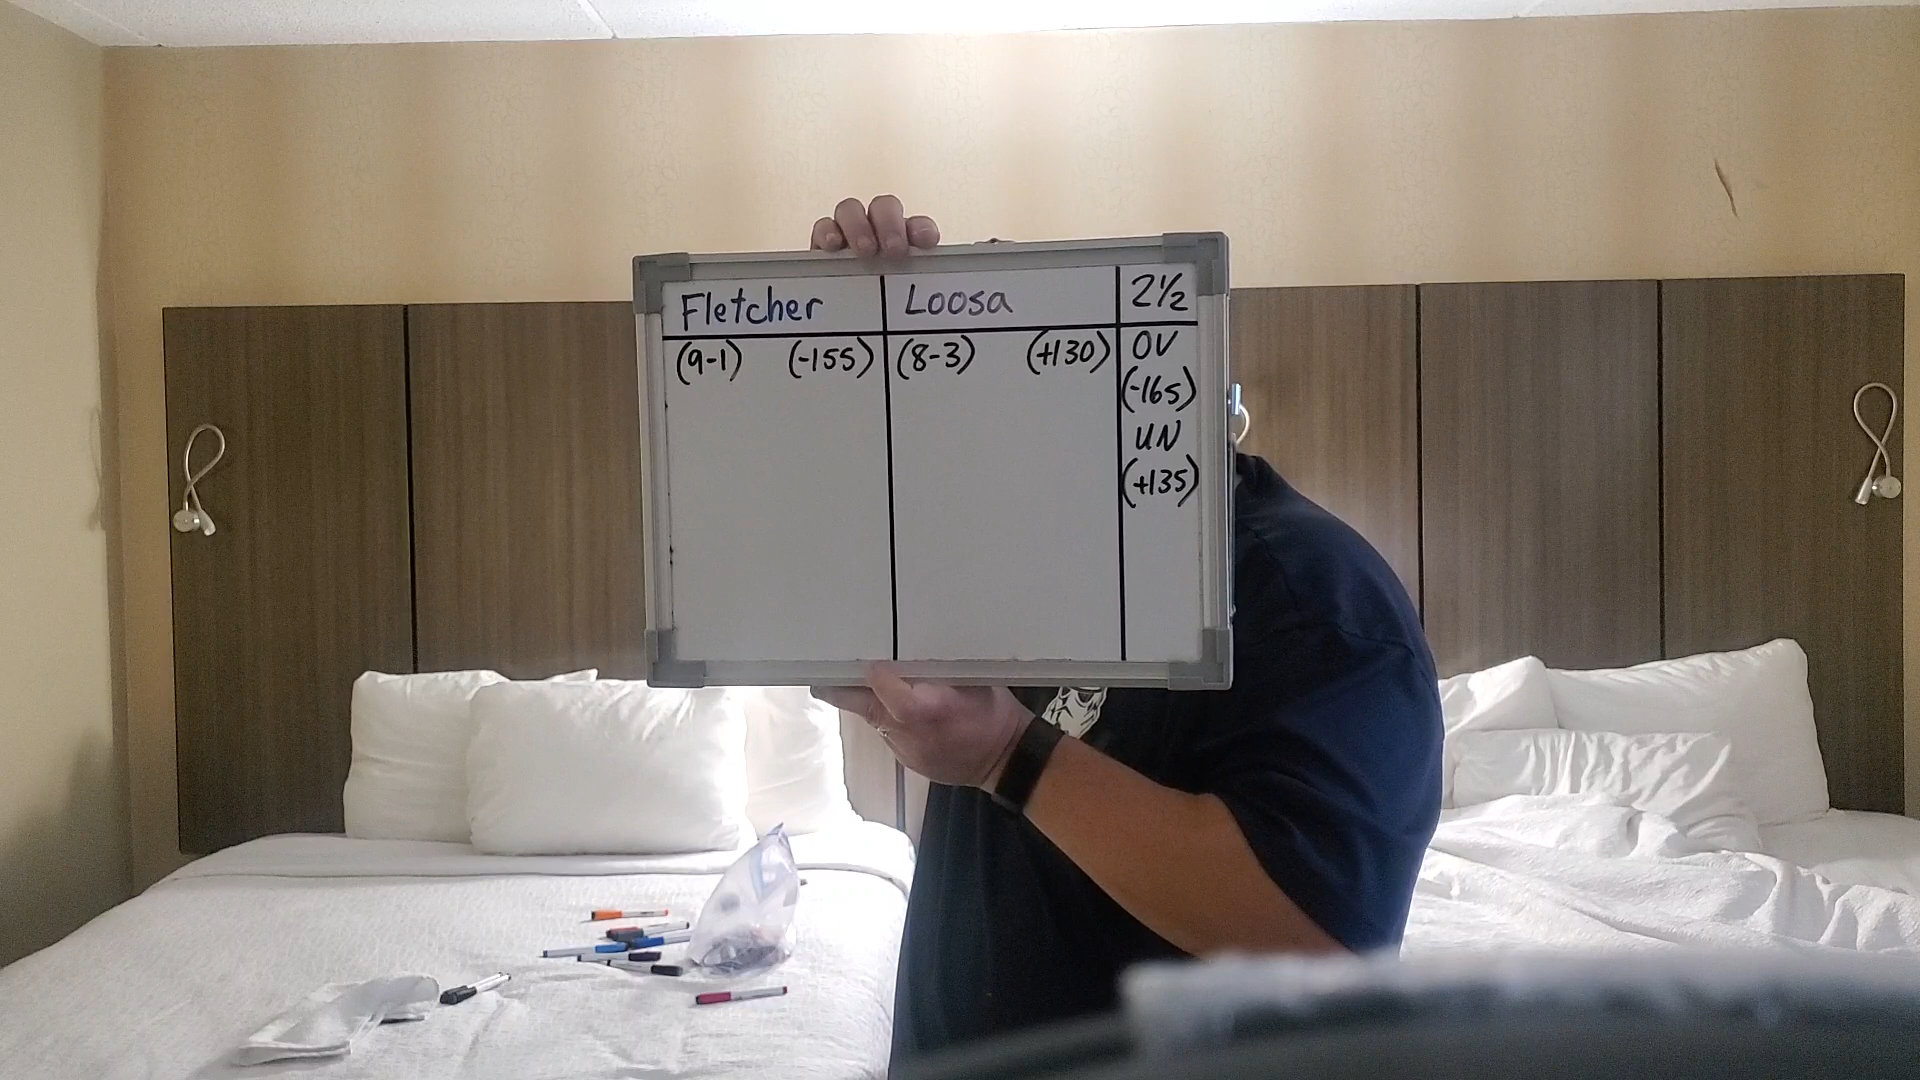 Fletcher Loosa 2½
(9-1) (-155) (8-3) (+130) OV
(-165)
UN
(+135)